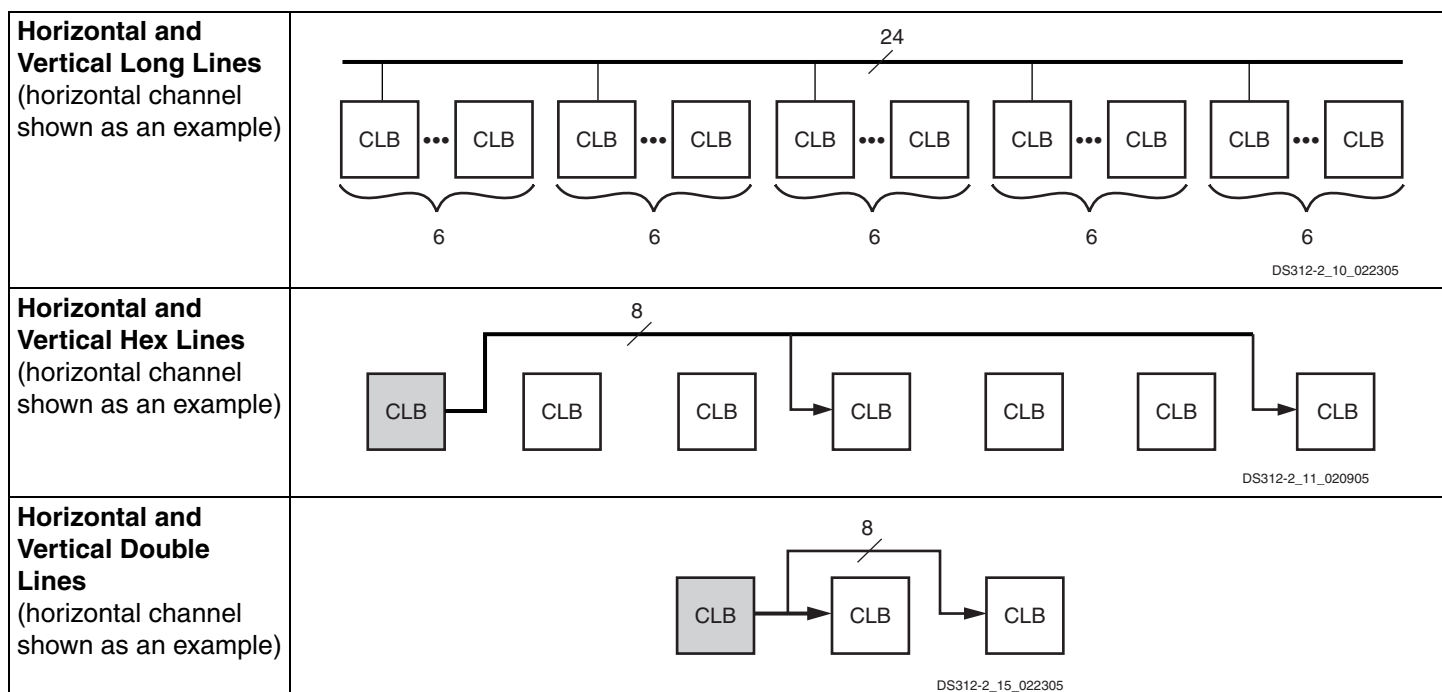 Horizontal and
Vertical Long Lines
(horizontal channel
shown as an example)
24
CLB ••• CLB CLB ••• CLB CLB ••• CLB CLB ••• CLB CLB ••• CLB
6 6 6 6 6
DS312-2_10_022305
Horizontal and
Vertical Hex Lines
(horizontal channel
shown as an example)
8
CLB CLB CLB CLB CLB CLB CLB
DS312-2_11_020905
Horizontal and
Vertical Double
Lines
(horizontal channel
shown as an example)
8
CLB CLB CLB
DS312-2_15_022305